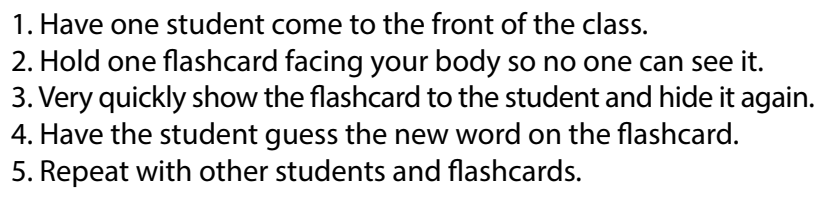 1. Have one student come to the front of the class.
2. Hold one flashcard facing your body so no one can see it.
3. Very quickly show the flashcard to the student and hide it again.
4. Have the student guess the new word on the flashcard.
5. Repeat with other students and flashcards.